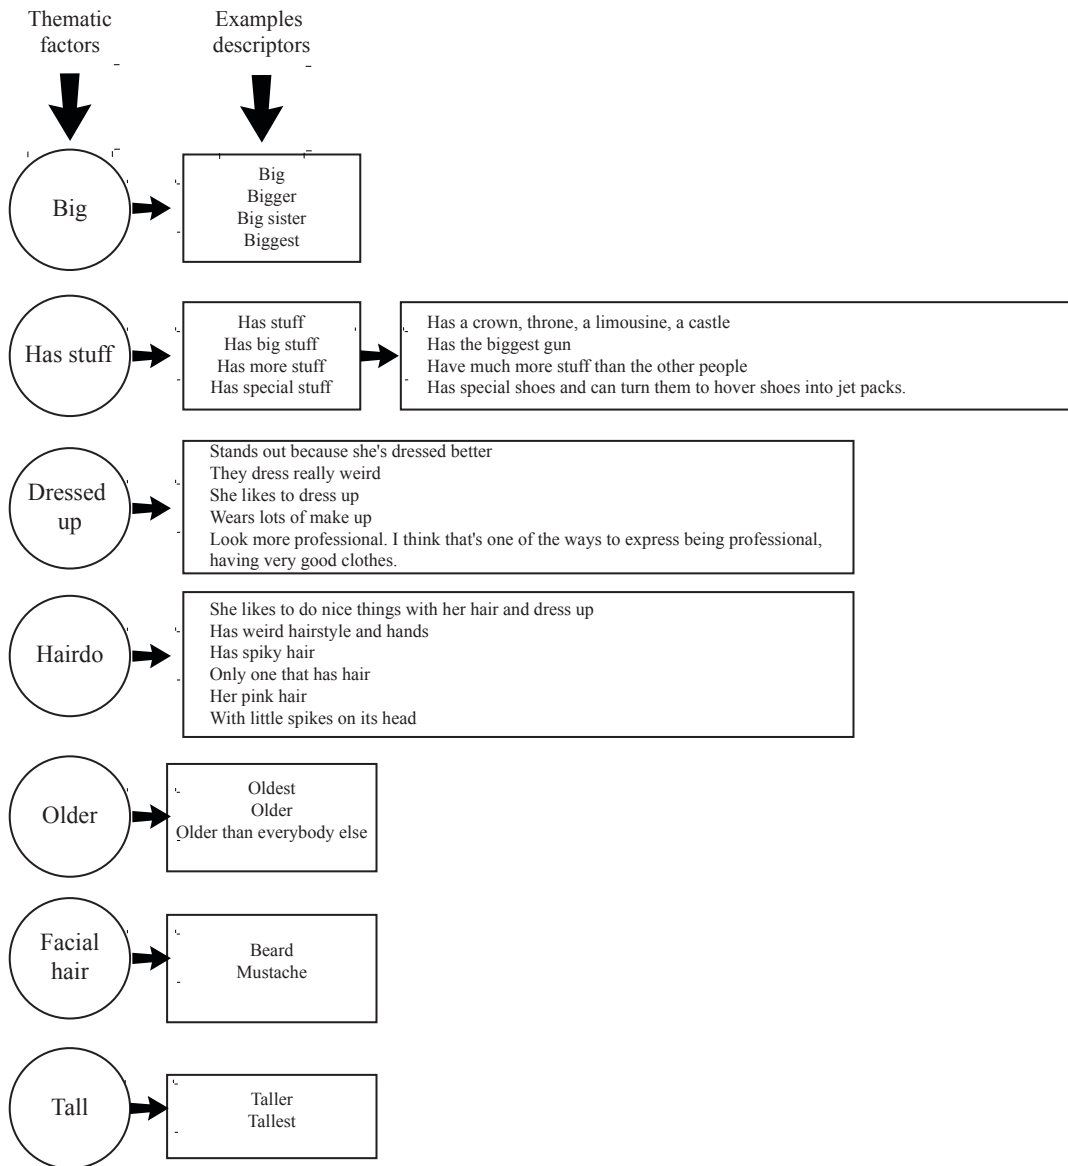 Thematic
factors
Examples
descriptors
Big
Big
Bigger
Big sister
Biggest
Has stuff
Has stuff
Has big stuff
Has more stuff
Has special stuff
Has a crown, throne, a limousine, a castle
Has the biggest gun
Have much more stuff than the other people
Has special shoes and can turn them to hover shoes into jet packs.
Dressed
up
Stands out because she's dressed better
They dress really weird
She likes to dress up
Wears lots of make up
Look more professional. I think that's one of the ways to express being professional,
having very good clothes.
Hairdo
She likes to do nice things with her hair and dress up
Has weird hairstyle and hands
Has spiky hair
Only one that has hair
Her pink hair
With little spikes on its head
Older
Oldest
Older
Older than everybody else
Facial
hair
Beard
Mustache
Tall
Taller
Tallest